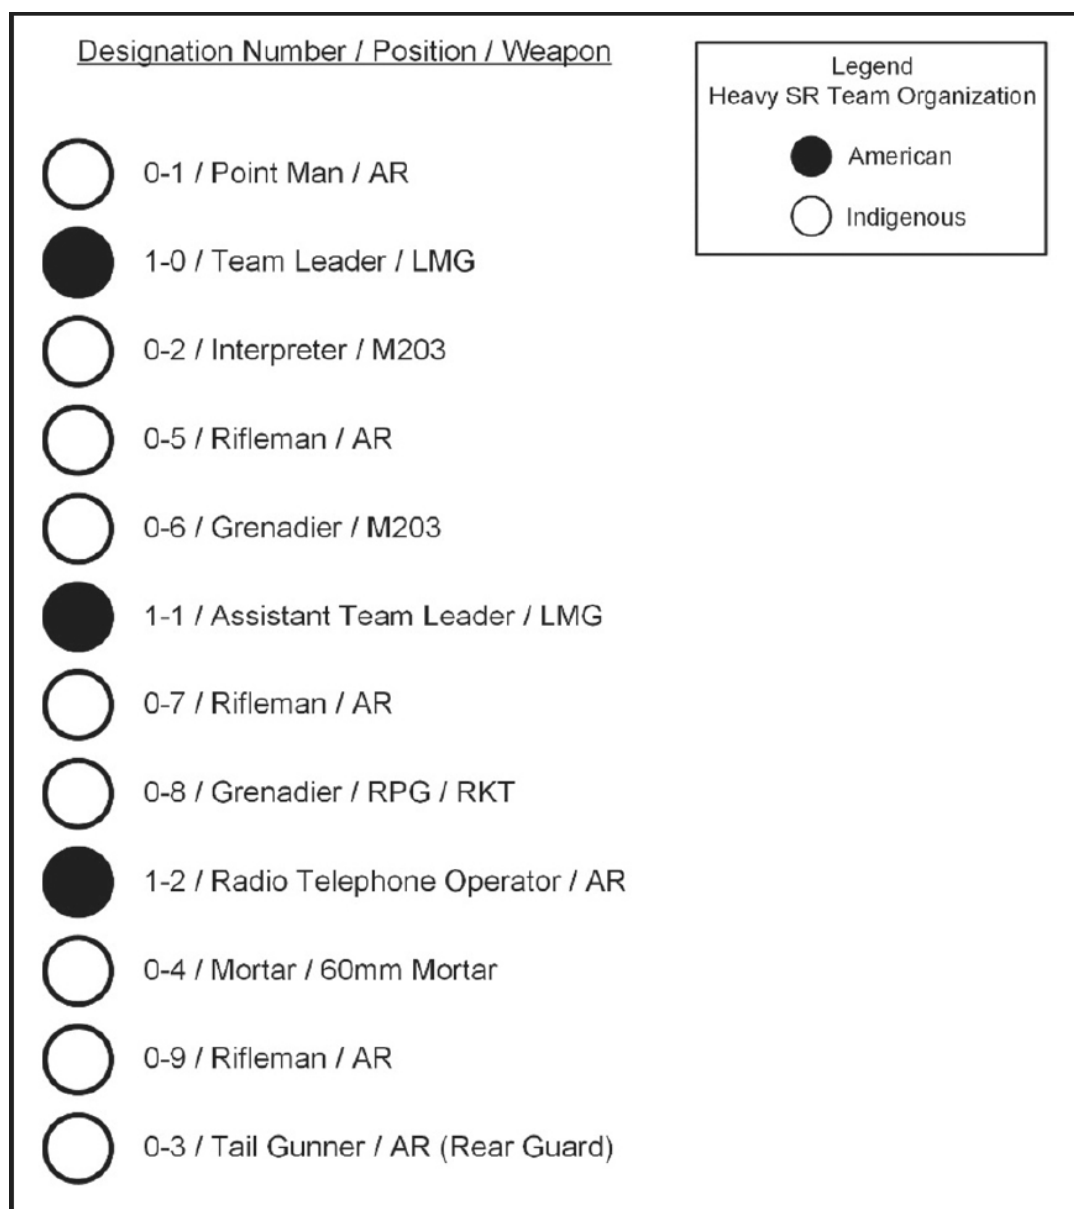 Designation Number / Position / Weapon
Legend
Heavy SR Team Organization
American
Indigenous
0-1 / Point Man / AR
1-0 / Team Leader / LMG
0-2 / Interpreter / M203
0-5 / Rifleman / AR
0-6 / Grenadier / M203
1-1 / Assistant Team Leader / LMG
0-7 / Rifleman / AR
0-8 / Grenadier / RPG / RKT
1-2 / Radio Telephone Operator / AR
0-4 / Mortar / 60mm Mortar
0-9 / Rifleman / AR
0-3 / Tail Gunner / AR (Rear Guard)